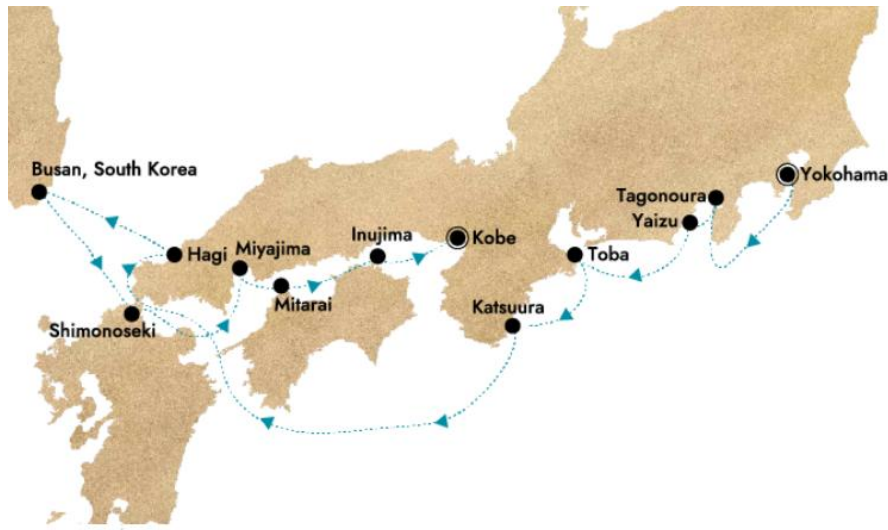 Busan, South Korea
Hagi
Miyajima
Inujima
Kobe
Tagonoura
Yokohama
Yaizu
Toba
Mitarai
Katsuura
Shimonoseki